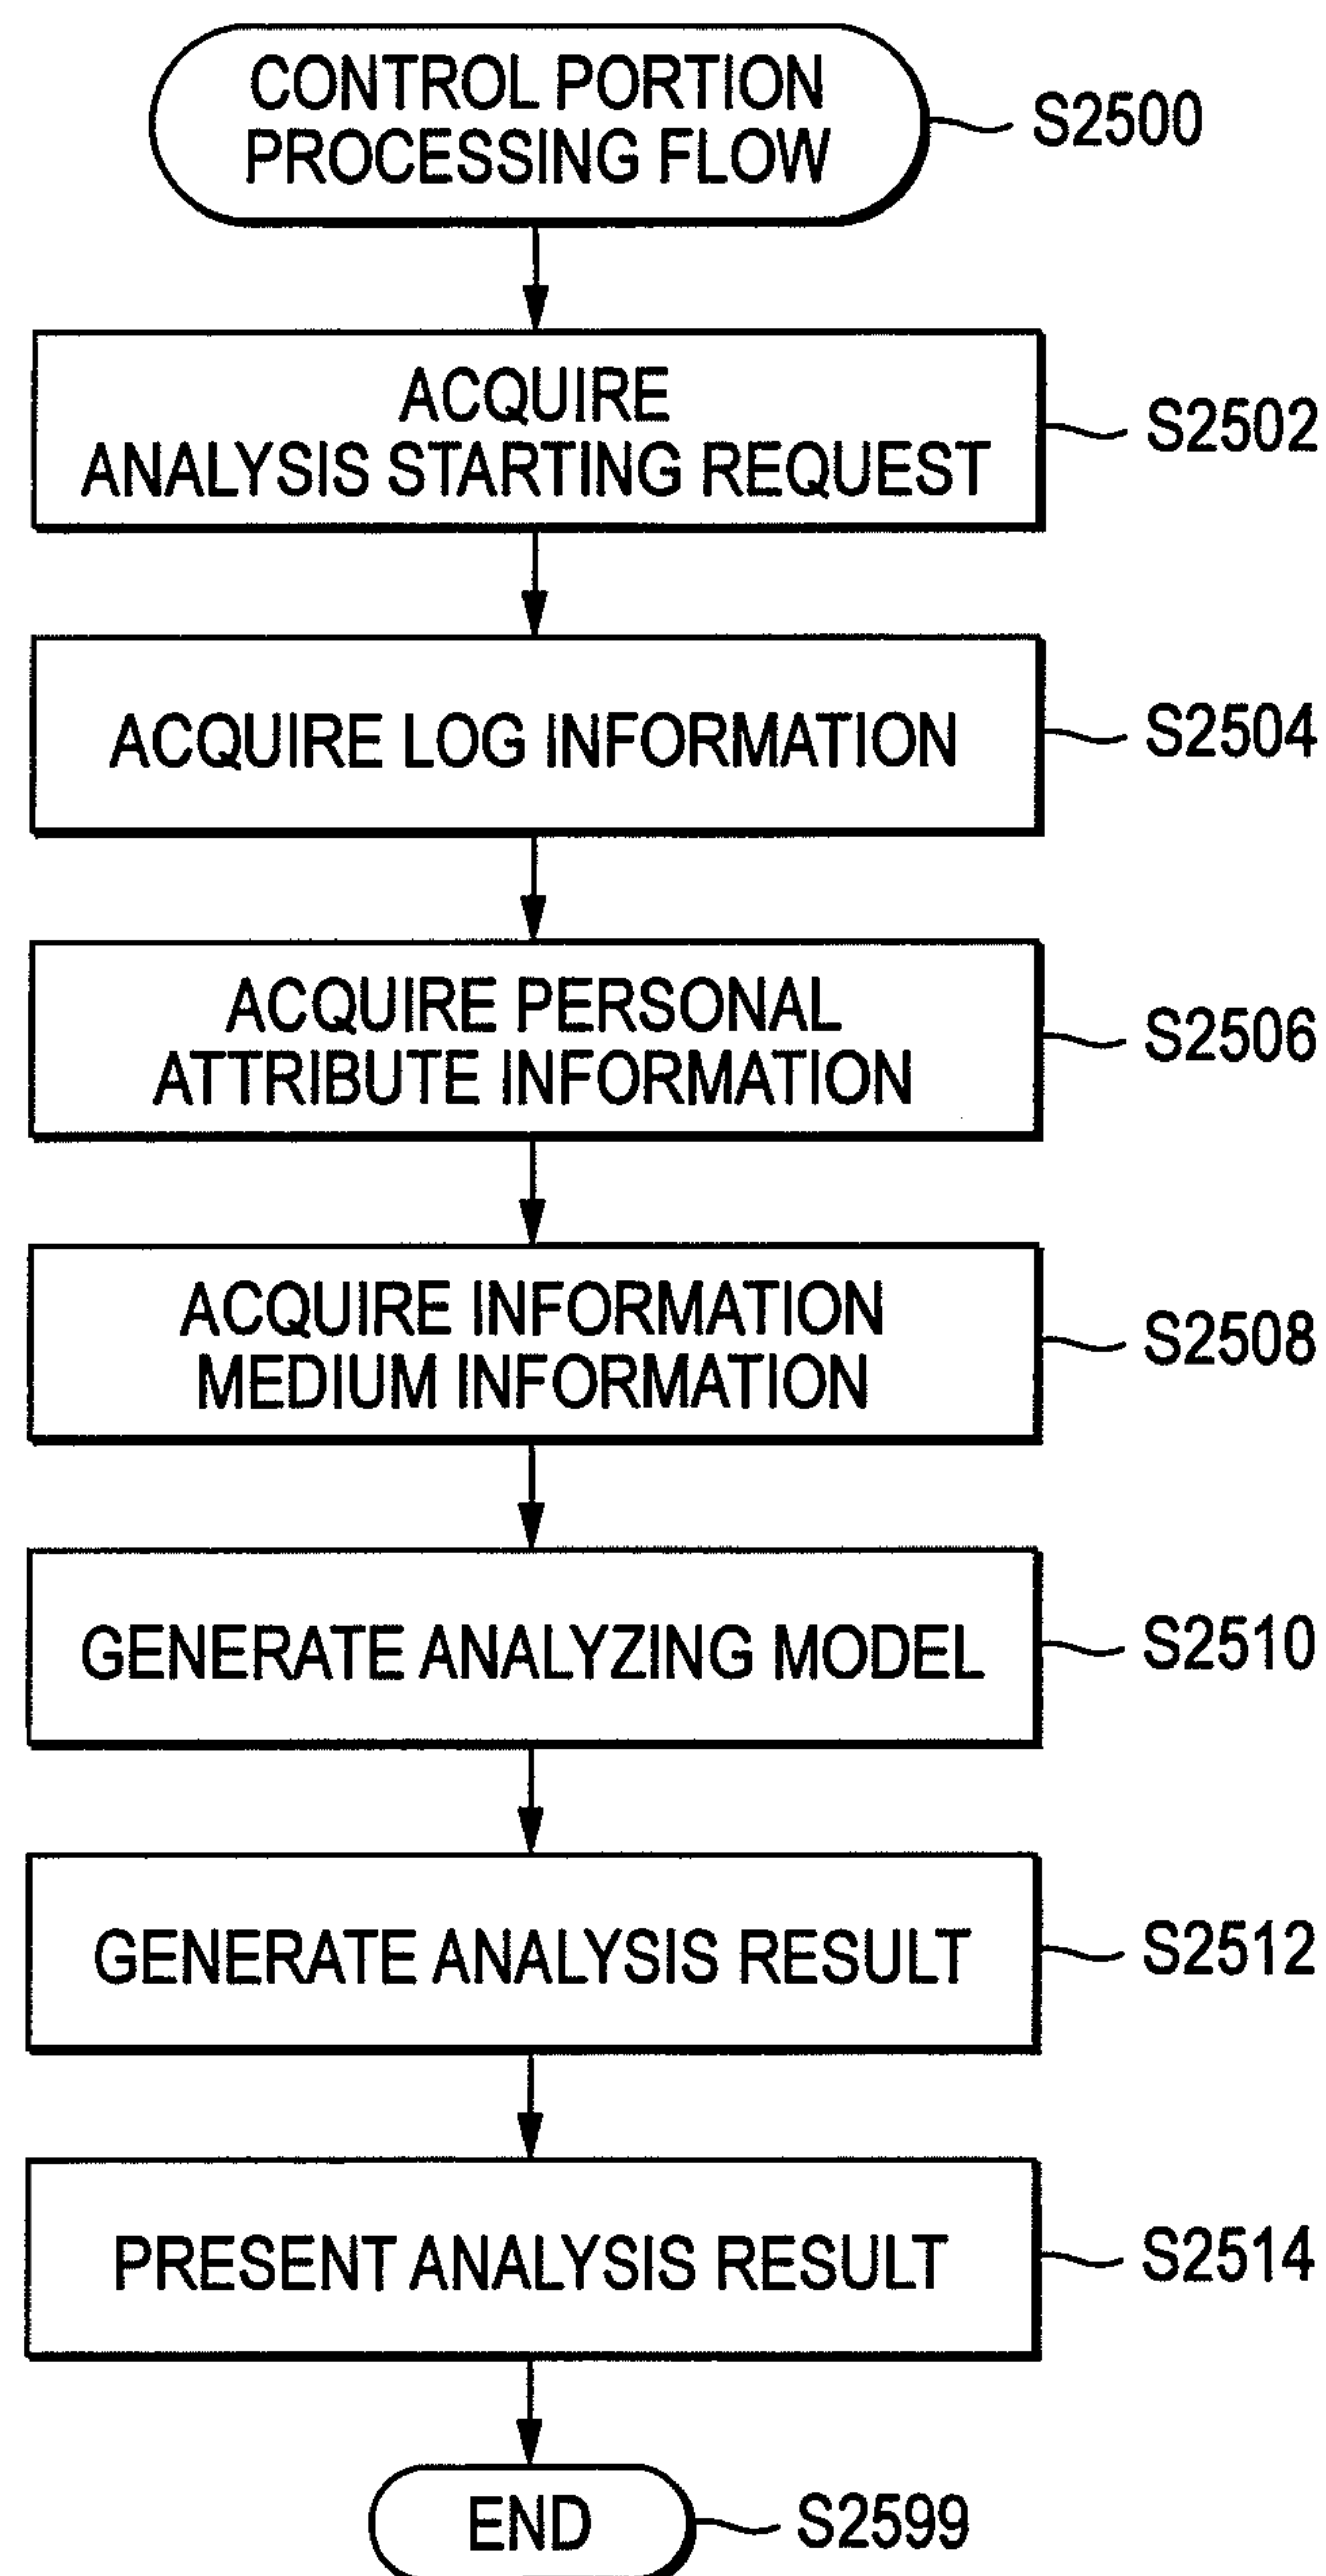 CONTROL PORTION
PROCESSING FLOW
S2500
ACQUIRE
ANALYSIS STARTING REQUEST
S2502
ACQUIRE LOG INFORMATION
S2504
ACQUIRE PERSONAL
ATTRIBUTE INFORMATION
S2506
ACQUIRE INFORMATION
MEDIUM INFORMATION
S2508
GENERATE ANALYZING MODEL
S2510
GENERATE ANALYSIS RESULT
S2512
PRESENT ANALYSIS RESULT
S2514
END
S2599